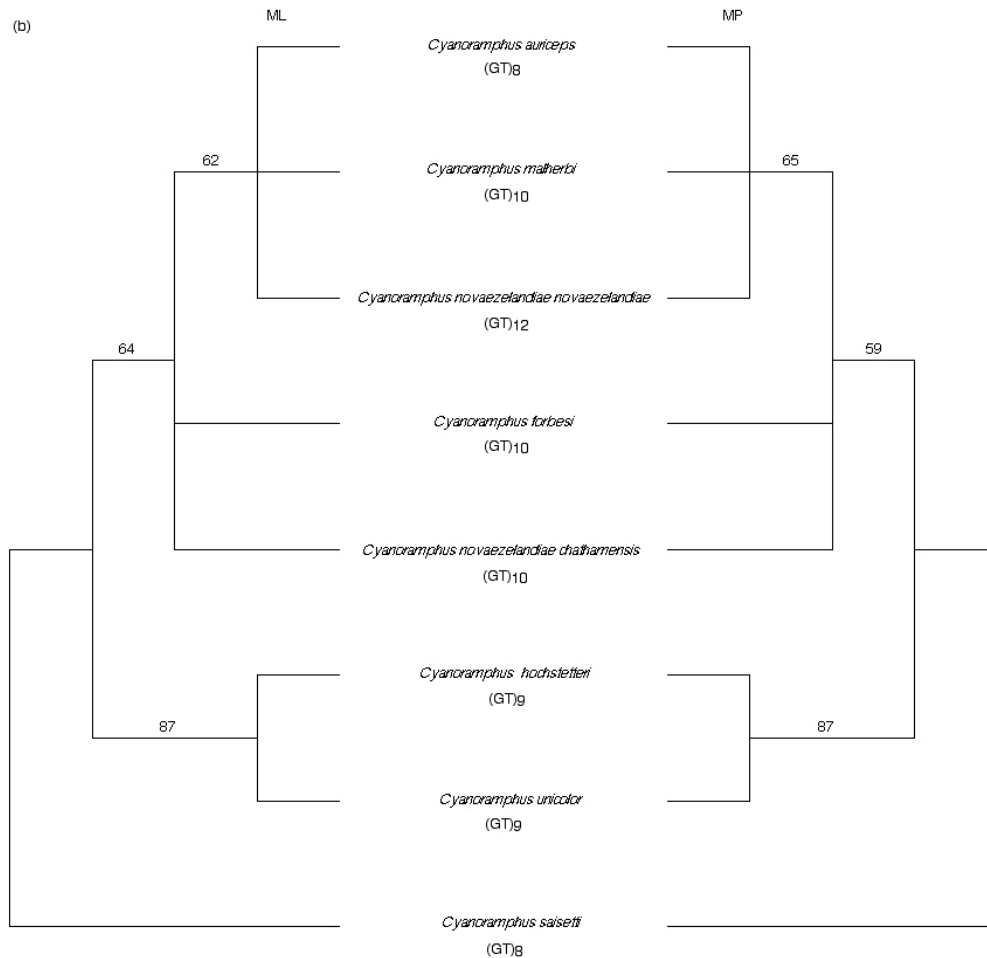 (b)
ML MP
Cyanoramphus auriceps
(GT)8
62 65
Cyanoramphus malherbi
(GT)10
Cyanoramphus novaezelandiae novaezelandiae
(GT)12
64 59
Cyanoramphus forbesi
(GT)10
Cyanoramphus novaezelandiae chathamensis
(GT)10
Cyanoramphus hochstetteri
(GT)9
87 87
Cyanoramphus unicolor
(GT)9
Cyanoramphus saisetti
(GT)8